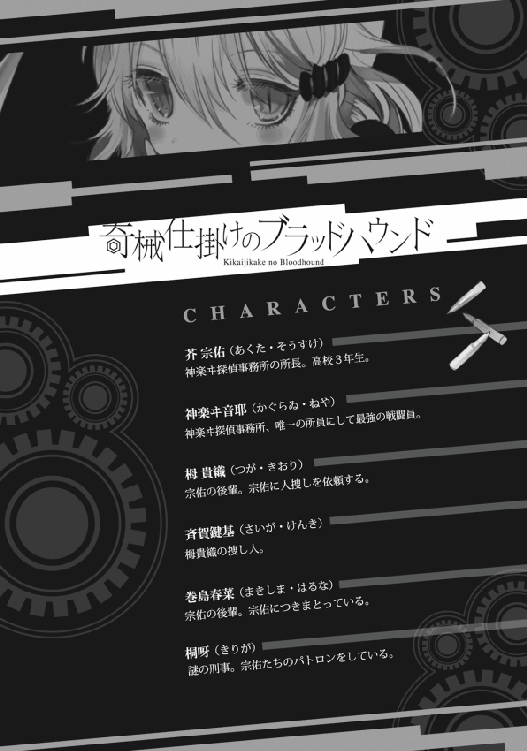 奇械仕掛けのブラッドハウンド
Kikaijikake no Bloodhound
CHARACTERS
芥 宗佑（あくた・そうすけ）
神楽ヰ探偵事務所の所長。高校３年生。
神楽ヰ音耶（かぐらゐ・ねや）
神楽ヰ探偵事務所、唯一の所員にして最強の戦闘員。
栂 貴織（つが・きおり）
宗佑の後輩。宗佑に人捜しを依頼する。
斉賀鍵基（さいが・けんき）
栂貴織の捜し人。
巻島春菜（まきしま・はるな）
宗佑の後輩。宗佑につきまとっている。
桐呀（きりが）
謎の刑事。宗佑たちのパトロンをしている。